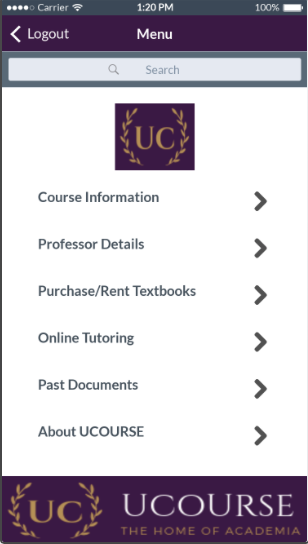 Carrier 1:20 PM 100%
Logout Menu
Search
UC
Course Information
Professor Details
Purchase/Rent Textbooks
Online Tutoring
Past Documents
About UCOURSE
UC UCOURSE
THE HOME OF ACADEMIA